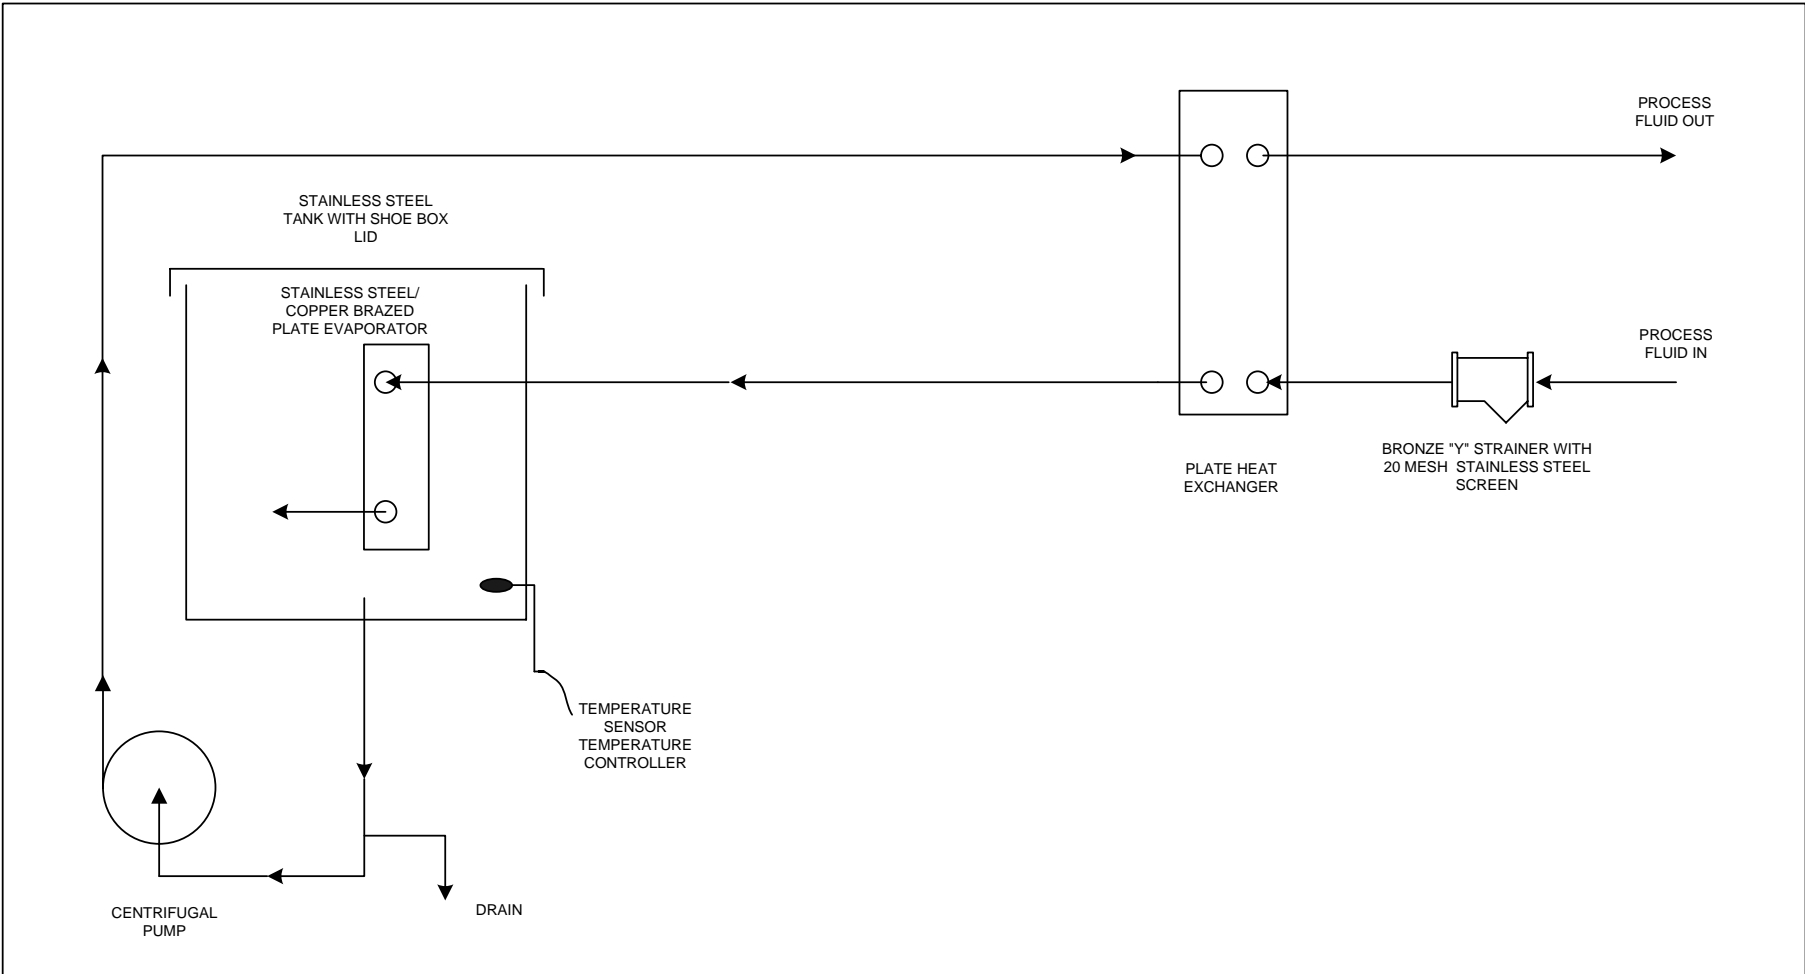 PROCESS
FLUID OUT
STAINLESS STEEL
TANK WITH SHOE BOX
LID
STAINLESS STEEL/
COPPER BRAZED
PLATE EVAPORATOR
PROCESS
FLUID IN
BRONZE "Y" STRAINER WITH
20 MESH  STAINLESS STEEL
SCREEN
PLATE HEAT
EXCHANGER
TEMPERATURE
SENSOR
TEMPERATURE
CONTROLLER
CENTRIFUGAL
PUMP
DRAIN